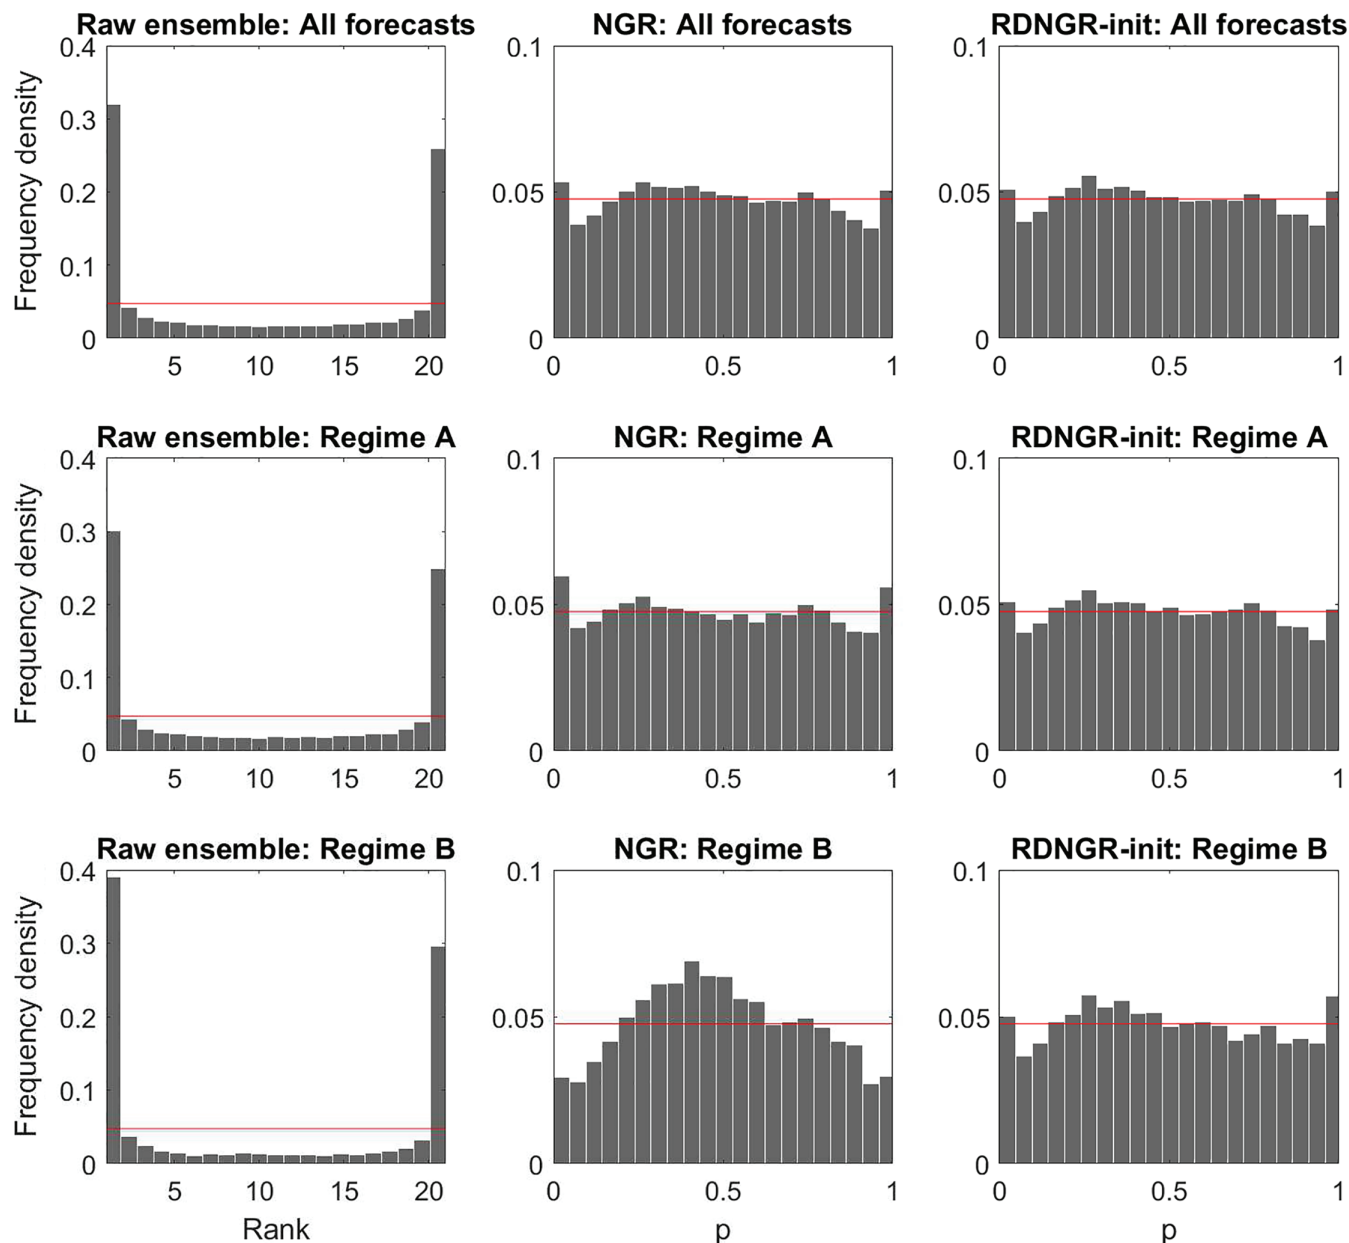 Raw ensemble: All forecasts
NGR: All forecasts
RDNGR-init: All forecasts
Frequency density
0.4
0.3
0.2
0.1
0
5 10 15 20
0.1
0.05
0
0 0.5 1
0.1
0.05
0
0 0.5 1
Raw ensemble: Regime A
NGR: Regime A
RDNGR-init: Regime A
Frequency density
0.4
0.3
0.2
0.1
0
5 10 15 20
0.1
0.05
0
0 0.5 1
0.1
0.05
0
0 0.5 1
Raw ensemble: Regime B
NGR: Regime B
RDNGR-init: Regime B
Frequency density
0.4
0.3
0.2
0.1
0
5 10 15 20
Rank
0.1
0.05
0
0 0.5 1
p
0.1
0.05
0
0 0.5 1
p